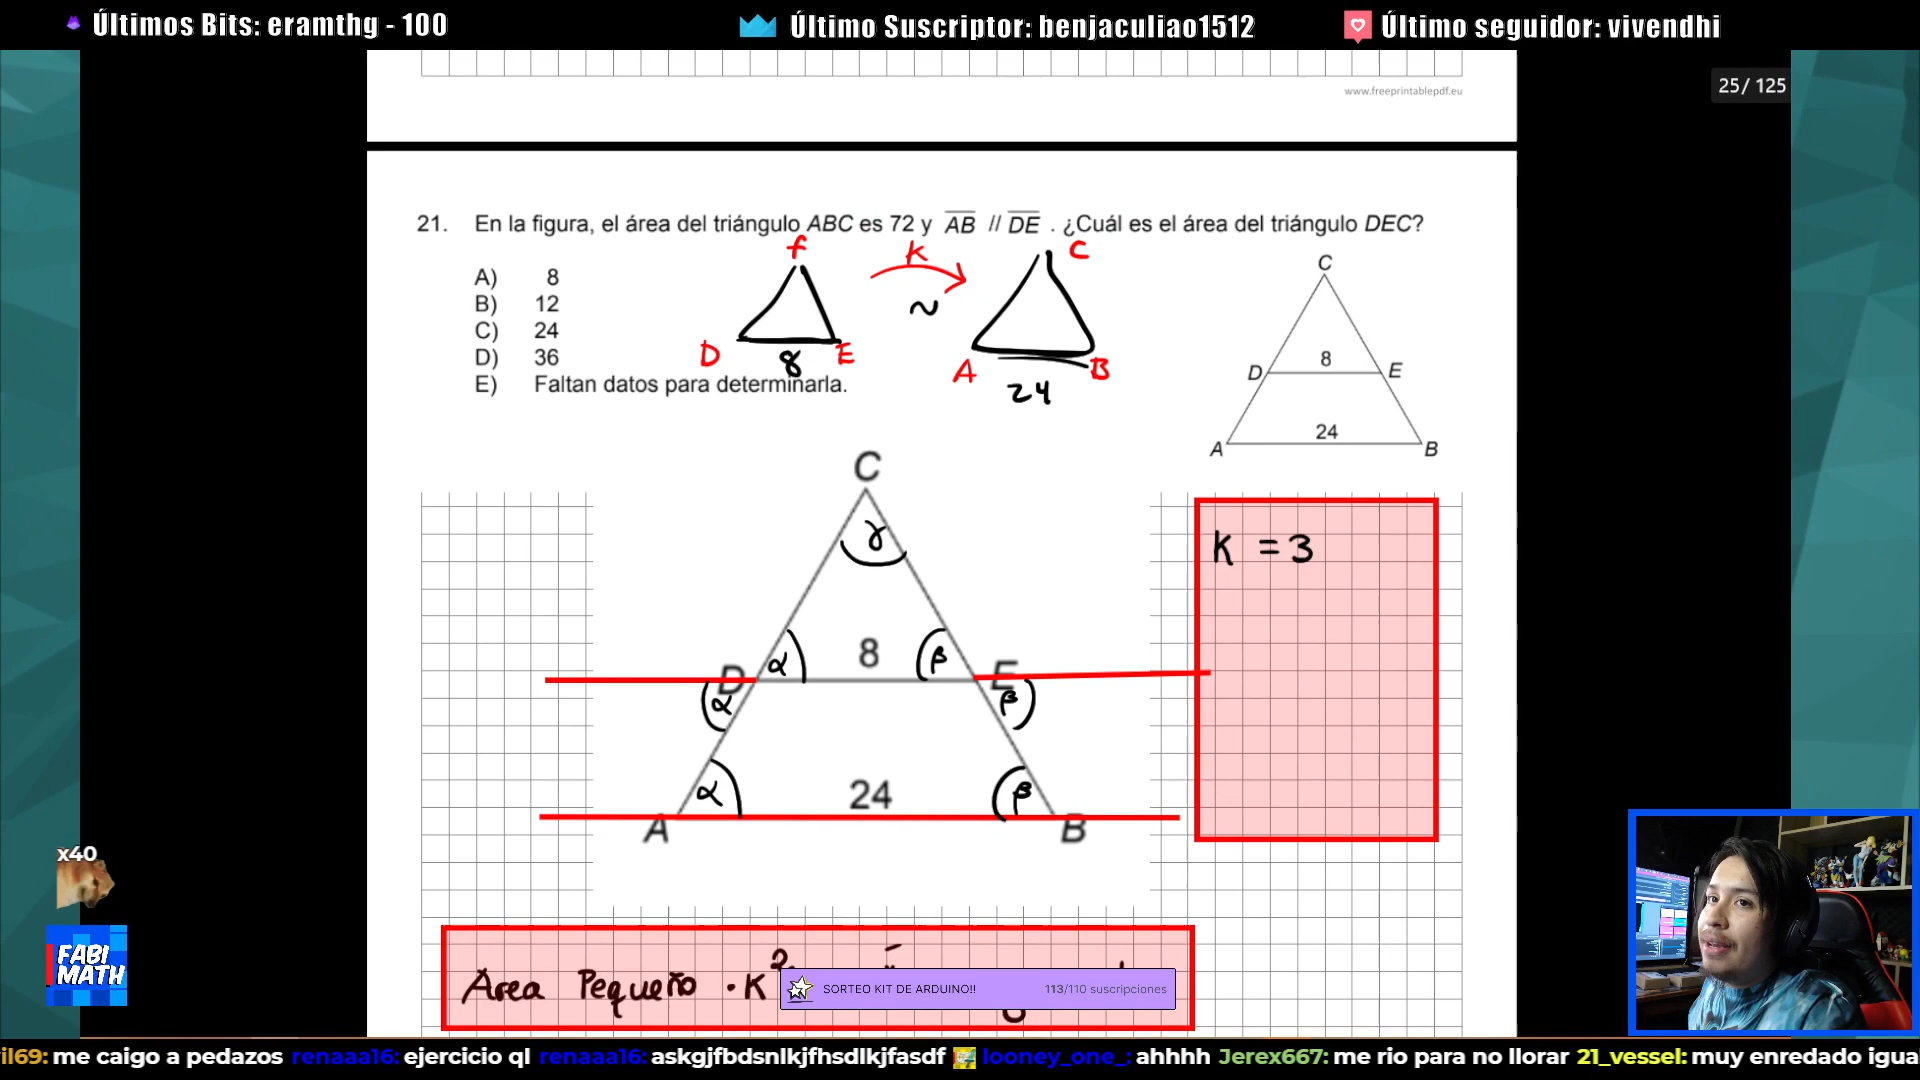 Últimos Bits: eramthg - 100
Último Suscriptor: benjaculiao1512
Último seguidor: vivendhi
25/ 125
www.freeprintablepdf.eu
21. En la figura, el área del triángulo ABC es 72 y AB // DE . ¿Cuál es el área del triángulo DEC?
A) 8
B) 12
C) 24
D) 36
E) Faltan datos para determinarla.
f
D
8
E
K
~
C
A
B
24
C
D
8
E
24
A
B
C
γ
D
α
8
β
E
α
β
α
24
β
A
B
K = 3
Area Pequeño · K²
SORTEO KIT DE ARDUINO!!
113/110 suscripciones
x40
FABI
MATH
il69: me caigo a pedazos renaaa16: ejercicio ql renaaa16: askgjfbdsnlkjfhsdlkjfasdf looney_one_: ahhhh Jerex667: me rio para no llorar 21_vessel: muy enredado igua